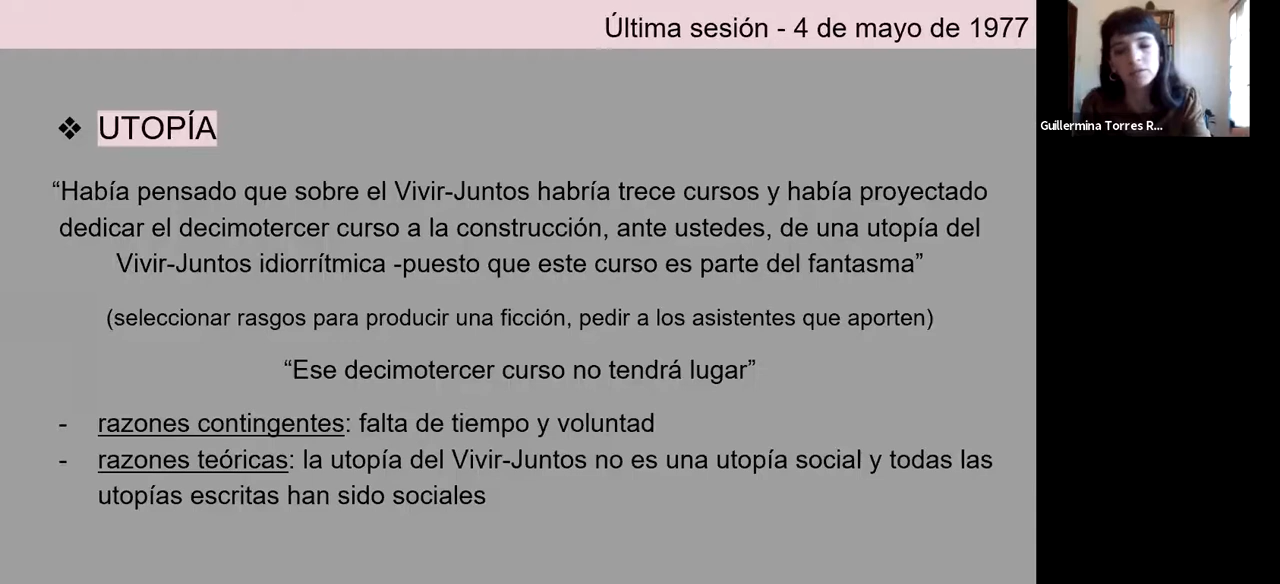 Última sesión - 4 de mayo de 1977
Guillermina Torres R...
❖ UTOPÍA
“Había pensado que sobre el Vivir-Juntos habría trece cursos y había proyectado
dedicar el decimotercer curso a la construcción, ante ustedes, de una utopía del
Vivir-Juntos idiorrítmica -puesto que este curso es parte del fantasma”
(seleccionar rasgos para producir una ficción, pedir a los asistentes que aporten)
“Ese decimotercer curso no tendrá lugar”
- razones contingentes: falta de tiempo y voluntad
- razones teóricas: la utopía del Vivir-Juntos no es una utopía social y todas las
utopías escritas han sido sociales